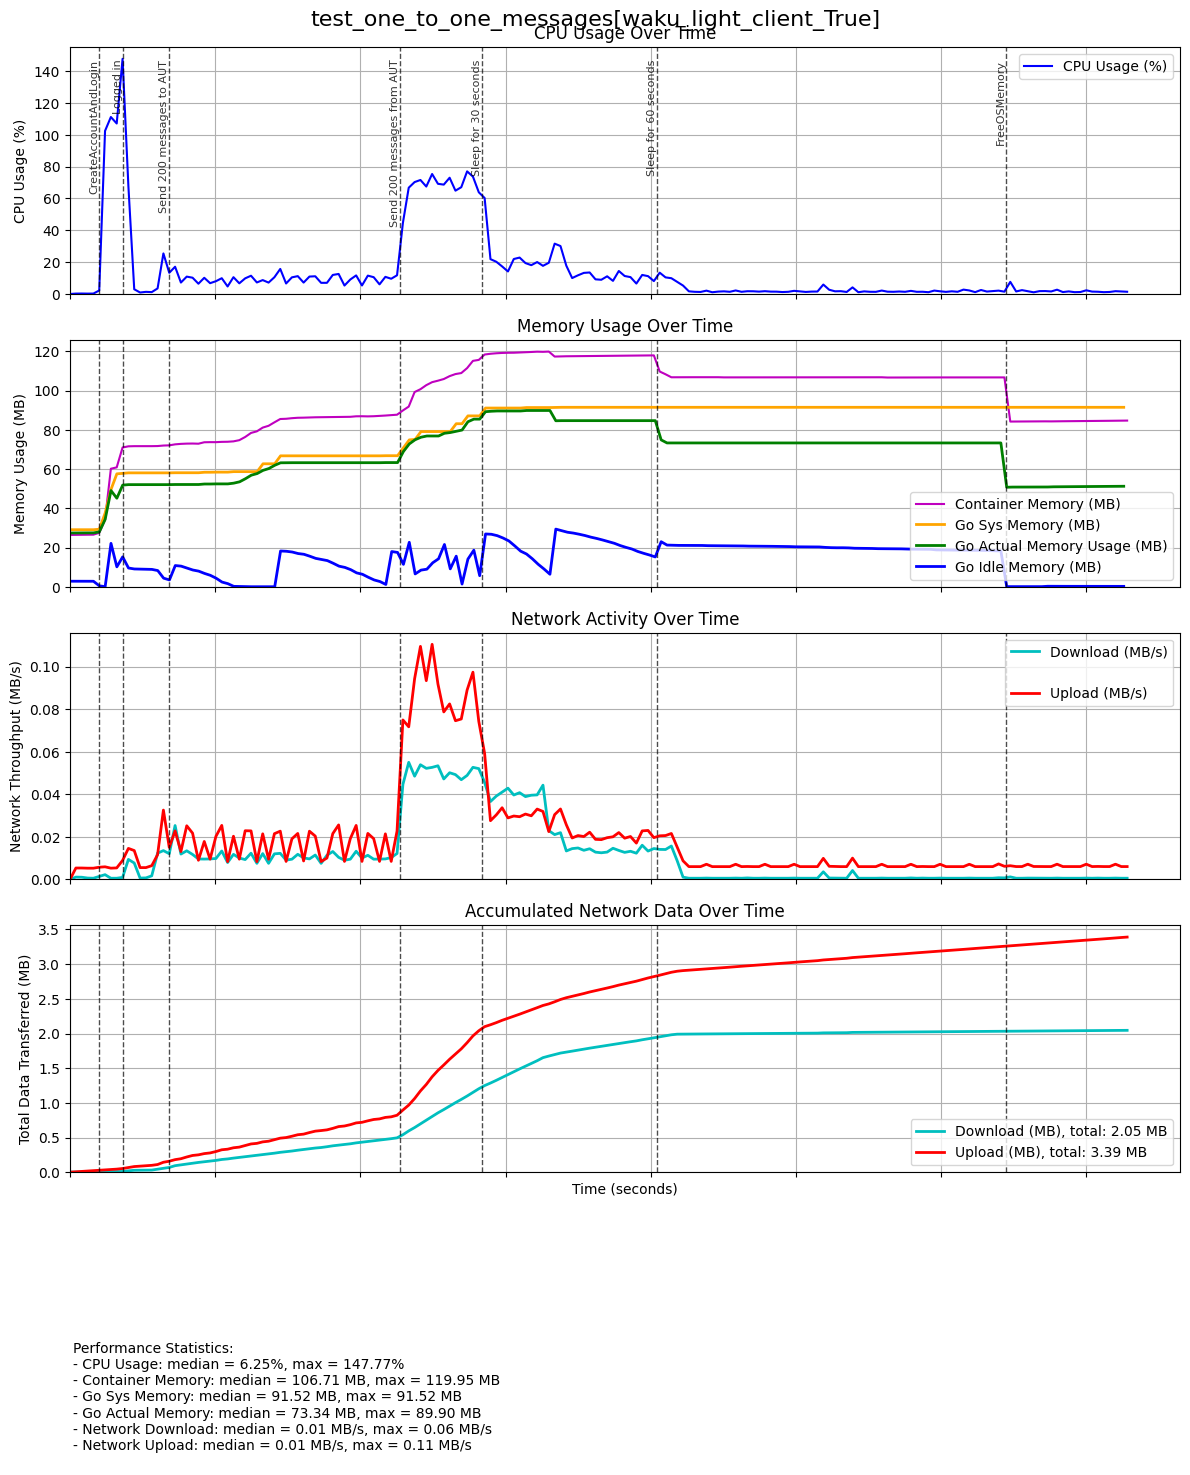 test_one_to_one_messages[waku_light_client_True]
CPU Usage Over Time
CPU Usage (%)
140
120
100
80
60
40
20
0
CreateAccountAndLogin
Logged in
Send 200 messages to AUT
Send 200 messages from AUT
Sleep for 30 seconds
Sleep for 60 seconds
FreeOSMemory
CPU Usage (%)
Memory Usage Over Time
Memory Usage (MB)
120
100
80
60
40
20
0
Container Memory (MB)
Go Sys Memory (MB)
Go Actual Memory Usage (MB)
Go Idle Memory (MB)
Network Activity Over Time
Network Throughput (MB/s)
0.10
0.08
0.06
0.04
0.02
0.00
Download (MB/s)
Upload (MB/s)
Accumulated Network Data Over Time
Total Data Transferred (MB)
3.5
3.0
2.5
2.0
1.5
1.0
0.5
0.0
Download (MB), total: 2.05 MB
Upload (MB), total: 3.39 MB
Time (seconds)
Performance Statistics:
- CPU Usage: median = 6.25%, max = 147.77%
- Container Memory: median = 106.71 MB, max = 119.95 MB
- Go Sys Memory: median = 91.52 MB, max = 91.52 MB
- Go Actual Memory: median = 73.34 MB, max = 89.90 MB
- Network Download: median = 0.01 MB/s, max = 0.06 MB/s
- Network Upload: median = 0.01 MB/s, max = 0.11 MB/s